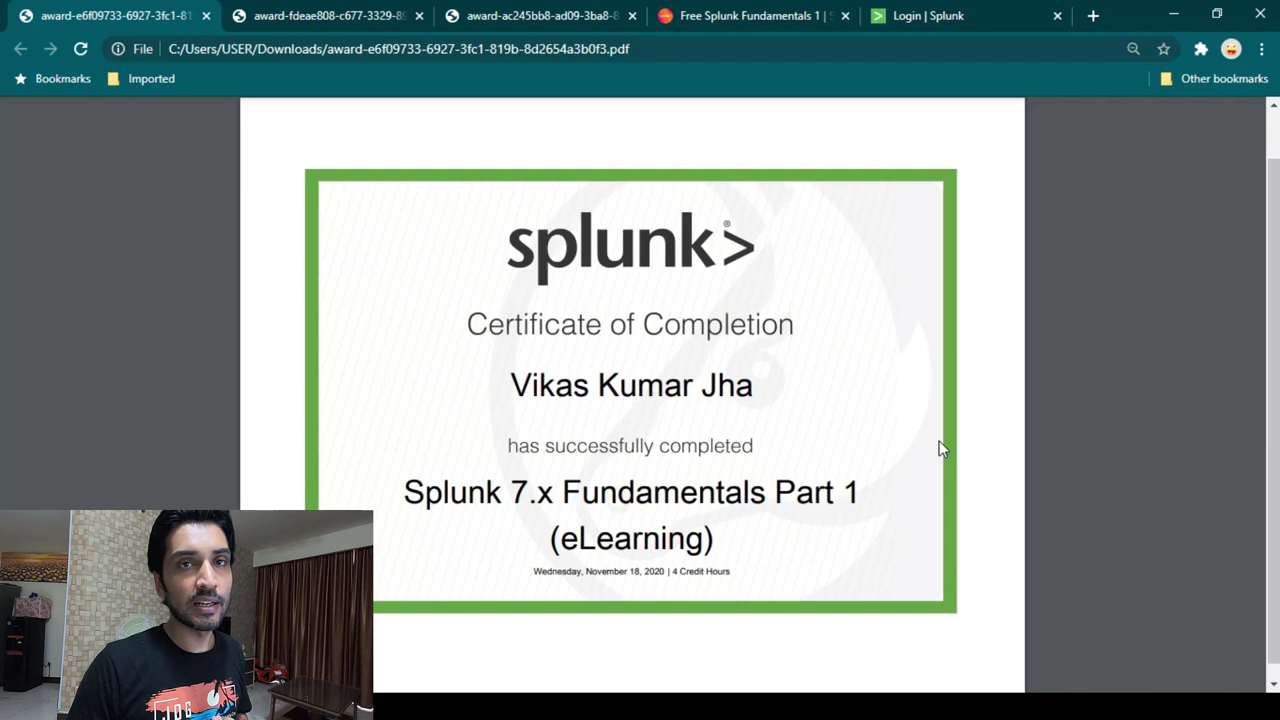 award-e6f09733-6927-3fc1-81
award-fdeae808-c677-3329-89
award-ac245bb8-ad09-3ba8-8
Free Splunk Fundamentals 1 | S
Login | Splunk
File
C:/Users/USER/Downloads/award-e6f09733-6927-3fc1-819b-8d2654a3b0f3.pdf
Bookmarks
Imported
Other bookmarks
splunk>®
Certificate of Completion
Vikas Kumar Jha
has successfully completed
Splunk 7.x Fundamentals Part 1
(eLearning)
Wednesday, November 18, 2020 | 4 Credit Hours